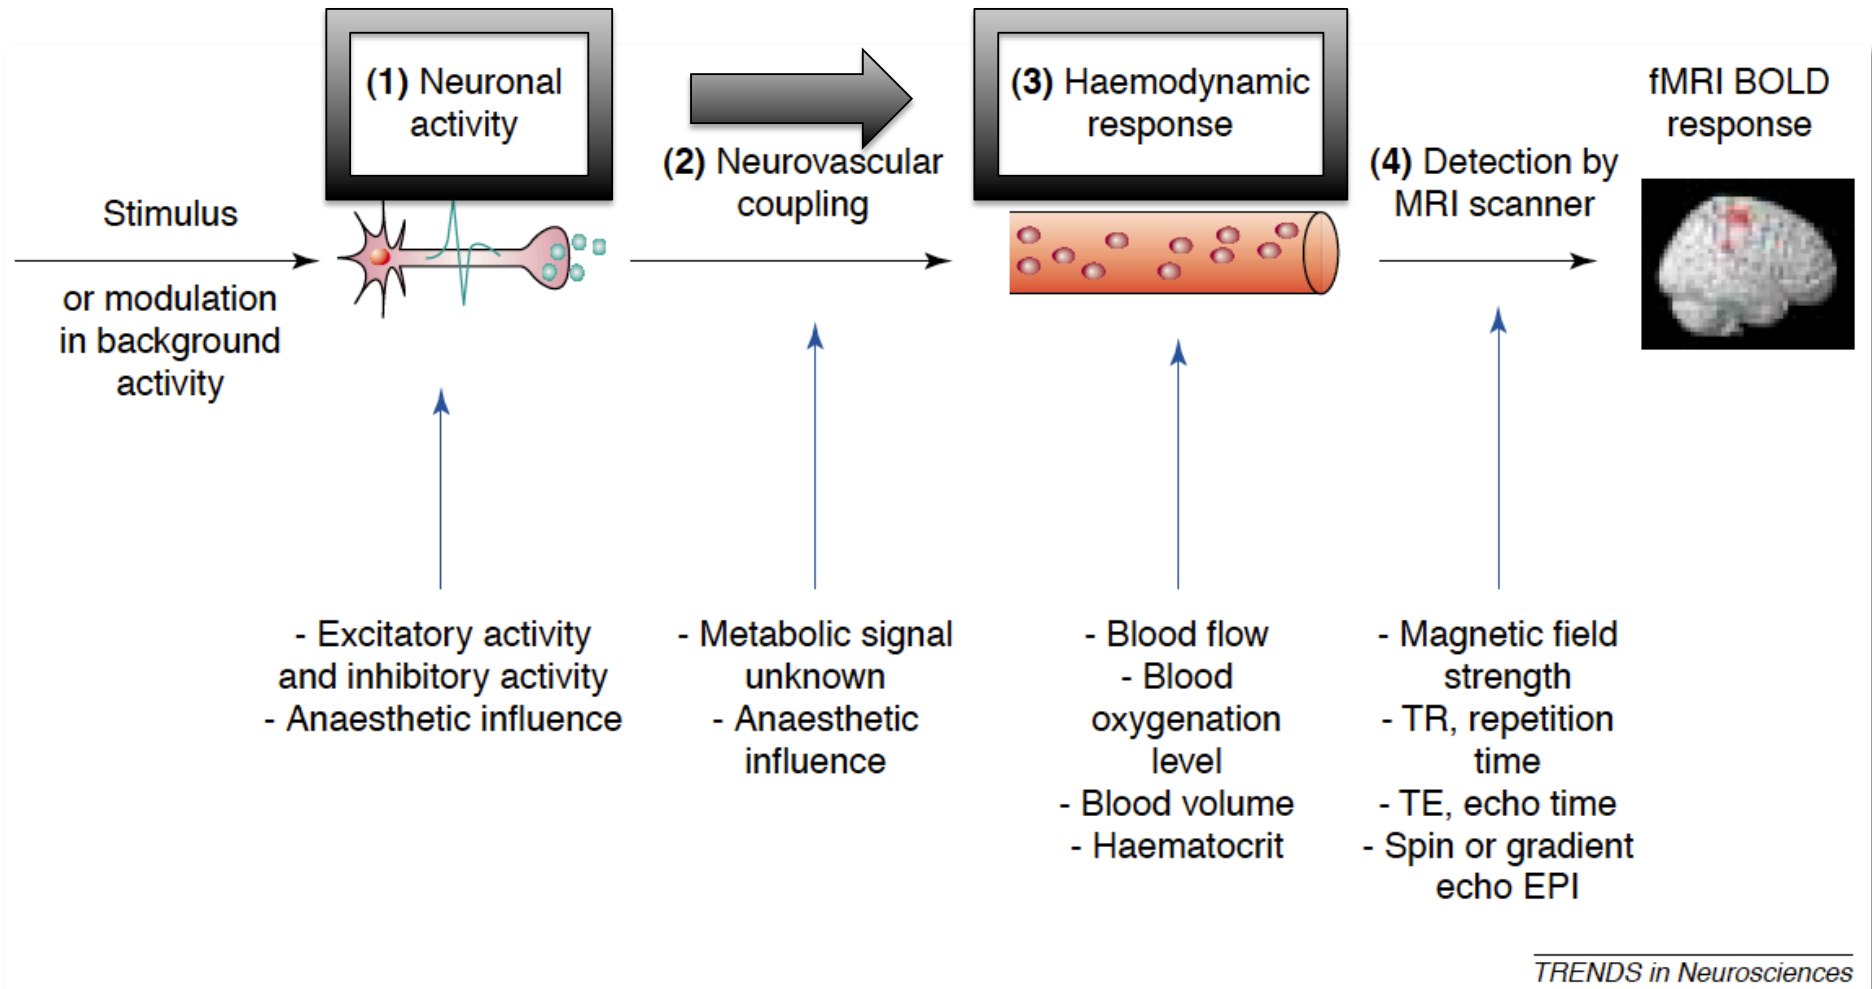 Stimulus
or modulation
in background
activity
(1) Neuronal
activity
(2) Neurovascular
coupling
(3) Haemodynamic
response
(4) Detection by
MRI scanner
fMRI BOLD
response
- Excitatory activity
and inhibitory activity
- Anaesthetic influence
- Metabolic signal
unknown
- Anaesthetic
influence
- Blood flow
- Blood
oxygenation
level
- Blood volume
- Haematocrit
- Magnetic field
strength
- TR, repetition
time
- TE, echo time
- Spin or gradient
echo EPI
TRENDS in Neurosciences